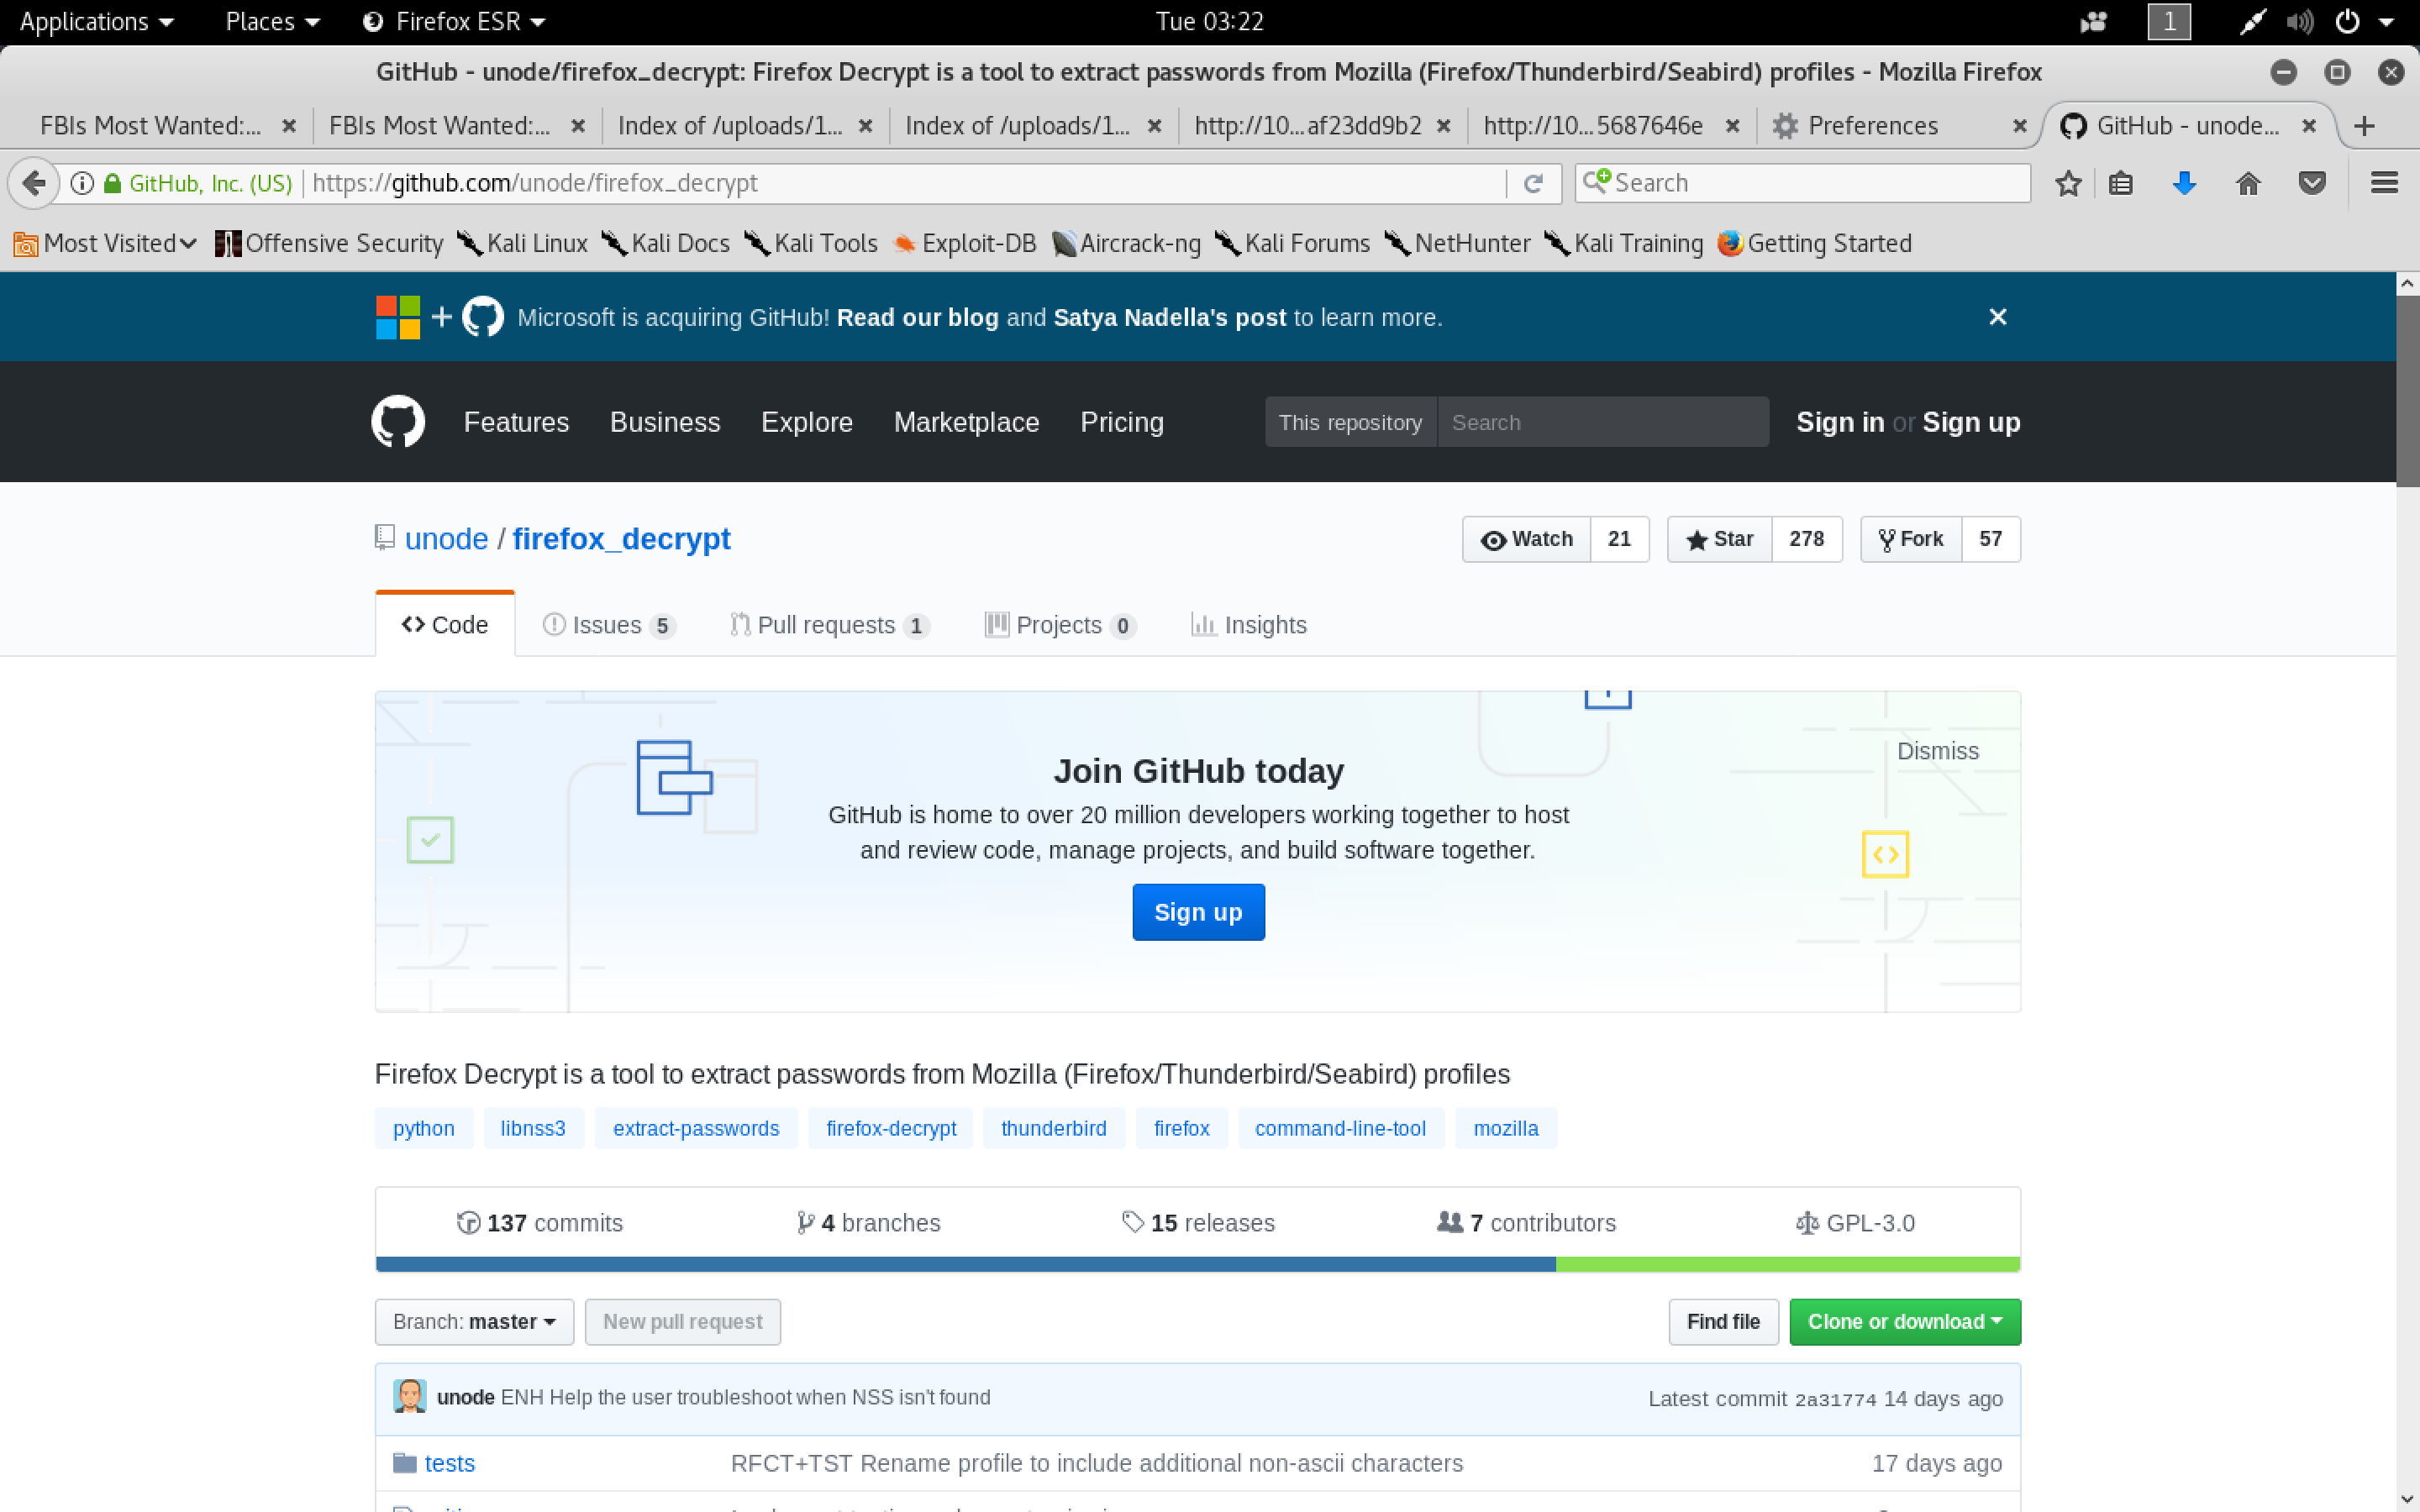 Applications Places Firefox ESR Tue 03:22 1
GitHub - unode/firefox_decrypt: Firefox Decrypt is a tool to extract passwords from Mozilla (Firefox/Thunderbird/Seabird) profiles - Mozilla Firefox
FBIs Most Wanted:... FBIs Most Wanted:... Index of /uploads/1... Index of /uploads/1... http://10...af23dd9b2 http://10...5687646e Preferences GitHub - unode...
GitHub, Inc. (US) https://github.com/unode/firefox_decrypt Search
Most Visited Offensive Security Kali Linux Kali Docs Kali Tools Exploit-DB Aircrack-ng Kali Forums NetHunter Kali Training Getting Started
+ Microsoft is acquiring GitHub! Read our blog and Satya Nadella's post to learn more.
Features Business Explore Marketplace Pricing This repository Search Sign in or Sign up
unode / firefox_decrypt Watch 21 Star 278 Fork 57
Code Issues 5 Pull requests 1 Projects 0 Insights
Dismiss
Join GitHub today
GitHub is home to over 20 million developers working together to host
and review code, manage projects, and build software together.
Sign up
Firefox Decrypt is a tool to extract passwords from Mozilla (Firefox/Thunderbird/Seabird) profiles
python libnss3 extract-passwords firefox-decrypt thunderbird firefox command-line-tool mozilla
137 commits 4 branches 15 releases 7 contributors GPL-3.0
Branch: master New pull request Find file Clone or download
unode ENH Help the user troubleshoot when NSS isn't found Latest commit 2a31774 14 days ago
tests RFCT+TST Rename profile to include additional non-ascii characters 17 days ago